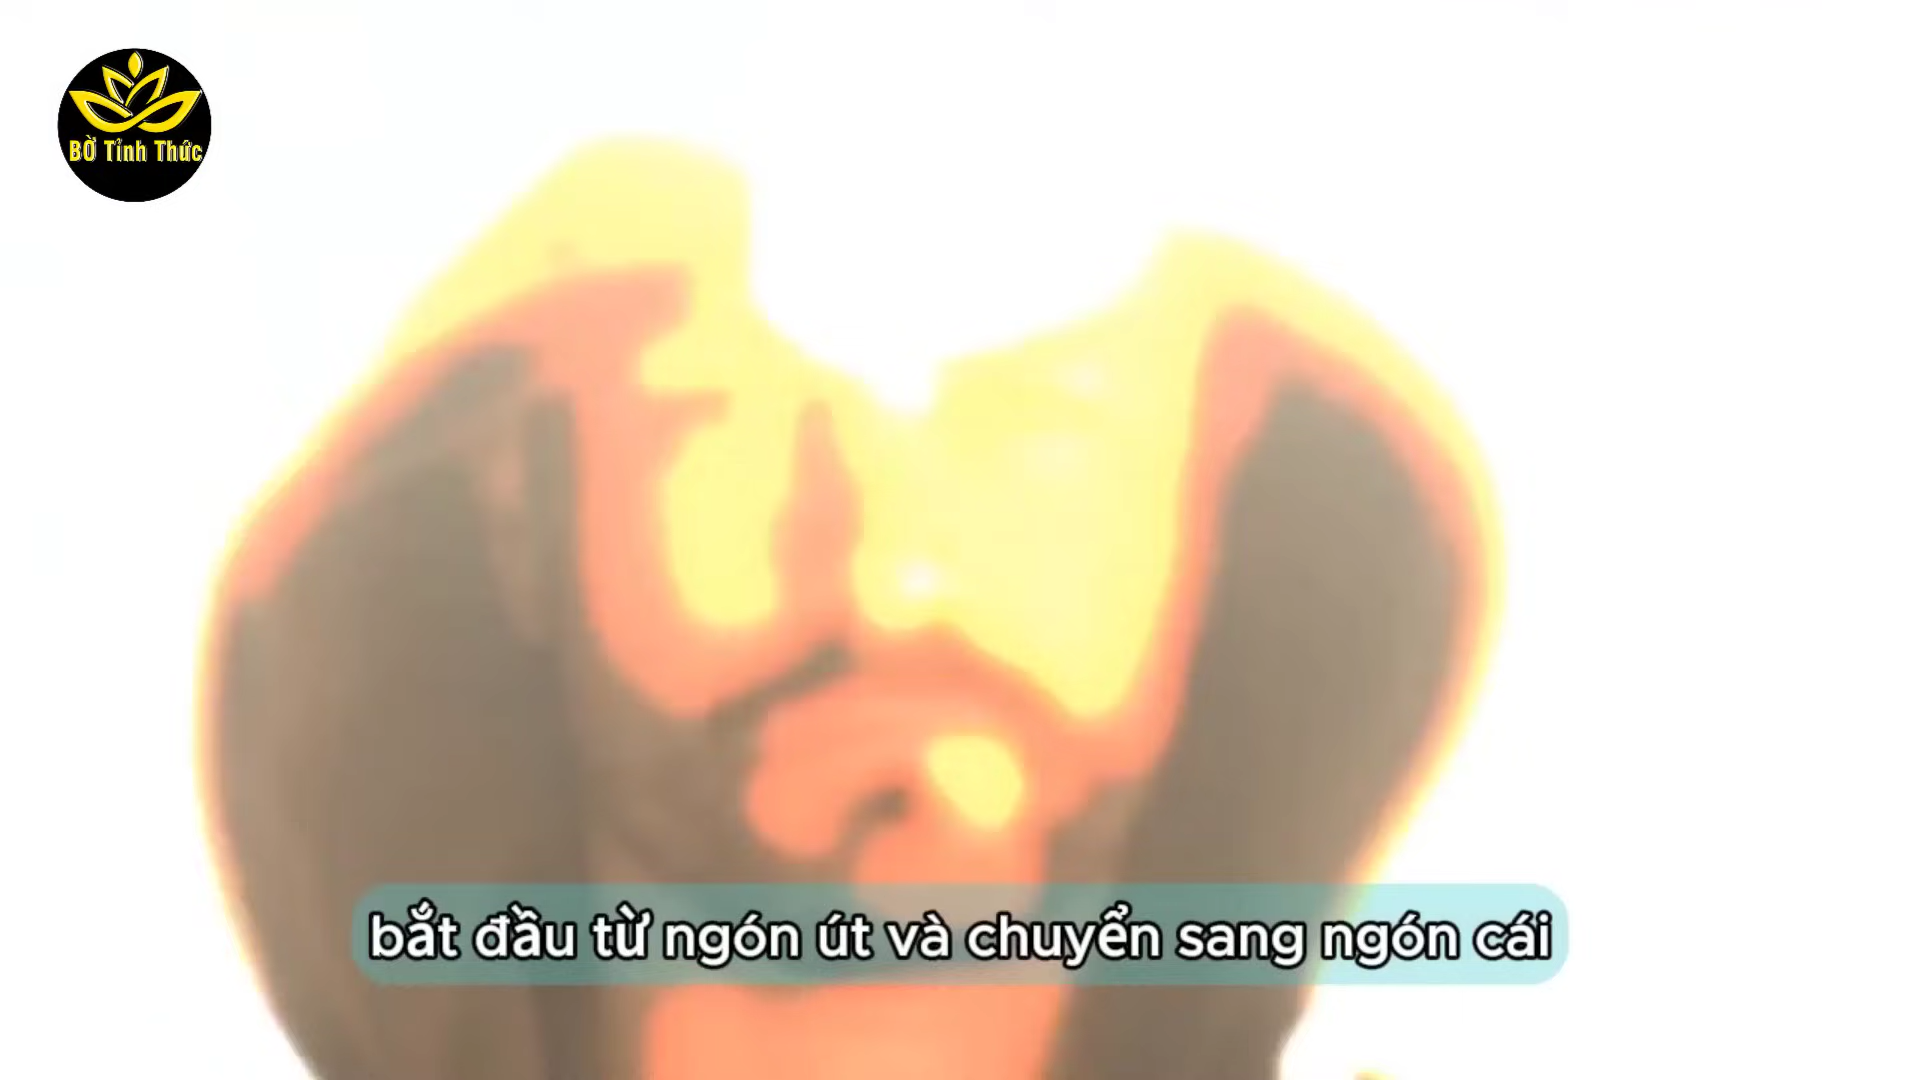 BỜ Tỉnh Thức
bắt đầu từ ngón út và chuyển sang ngón cái